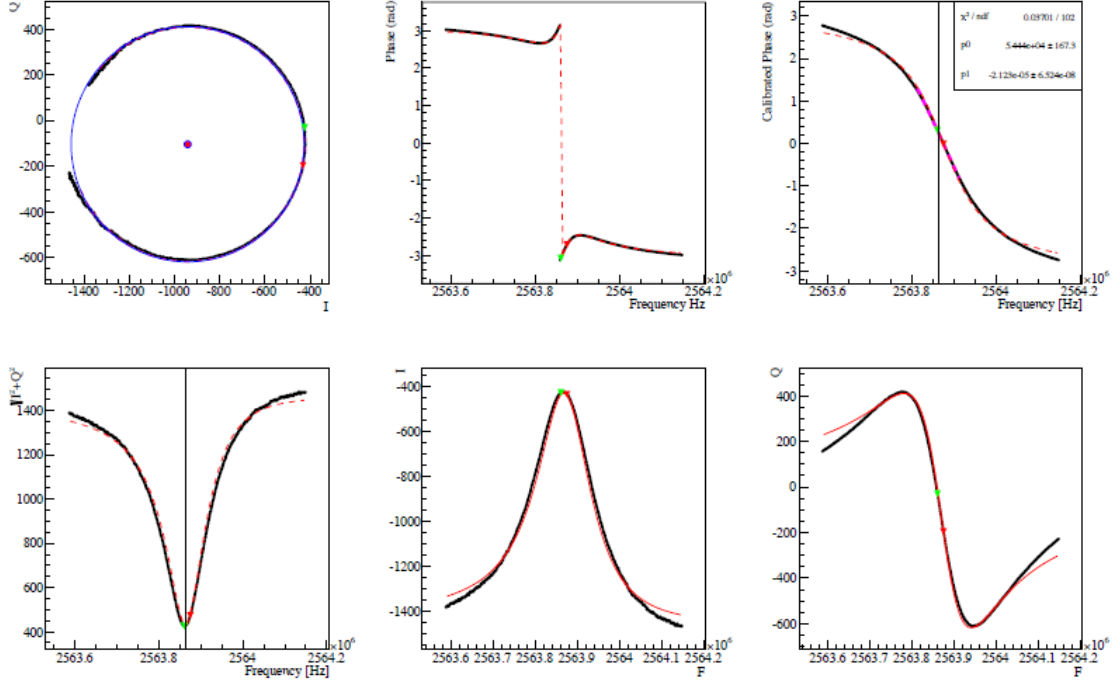 Q
400
200
0
-200
-400
-600
-1400 -1200 -1000 -800 -600 -400
I
Phase (rad)
3
2
1
0
-1
-2
-3
×10⁶
2563.6 2563.8 2564 2564.2
Frequency Hz
Calibrated Phase (rad)
χ² / ndf 0.03701 / 102
p0 5.444e+04 ± 167.3
p1 -2.123e-05 ± 6.524e-08
3
2
1
0
-1
-2
-3
×10⁶
2563.6 2563.8 2564 2564.2
Frequency [Hz]
√I²+Q²
1400
1200
1000
800
600
400
×10⁶
2563.6 2563.8 2564 2564.2
Frequency [Hz]
I
-400
-600
-800
-1000
-1200
-1400
×10⁶
2563.6 2563.7 2563.8 2563.9 2564 2564.1 2564.2
F
Q
400
200
0
-200
-400
-600
×10⁶
2563.6 2563.7 2563.8 2563.9 2564 2564.1 2564.2
F